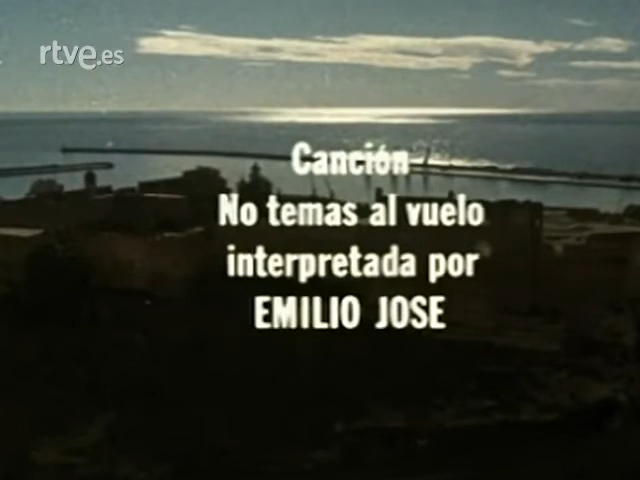 rtve.es
Canción
No temas al vuelo
interpretada por
EMILIO JOSE